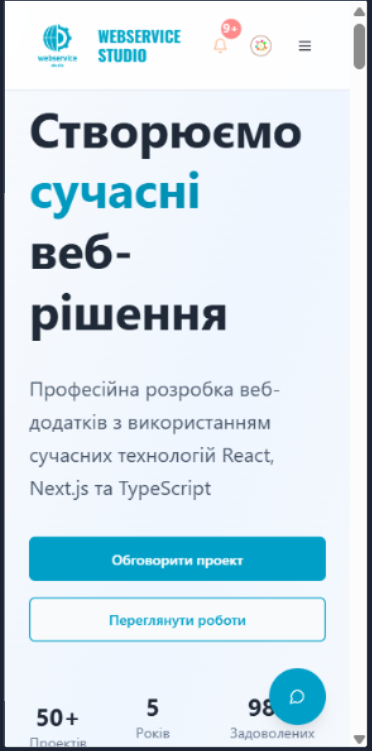 webservice
WEBSERVICE
STUDIO
9+
Створюємо
сучасні
веб-
рішення
Професійна розробка веб-
додатків з використанням
сучасних технологій React,
Next.js та TypeScript
Обговорити проект
Переглянути роботи
50+
5
98
Проектів
Років
Задоволених